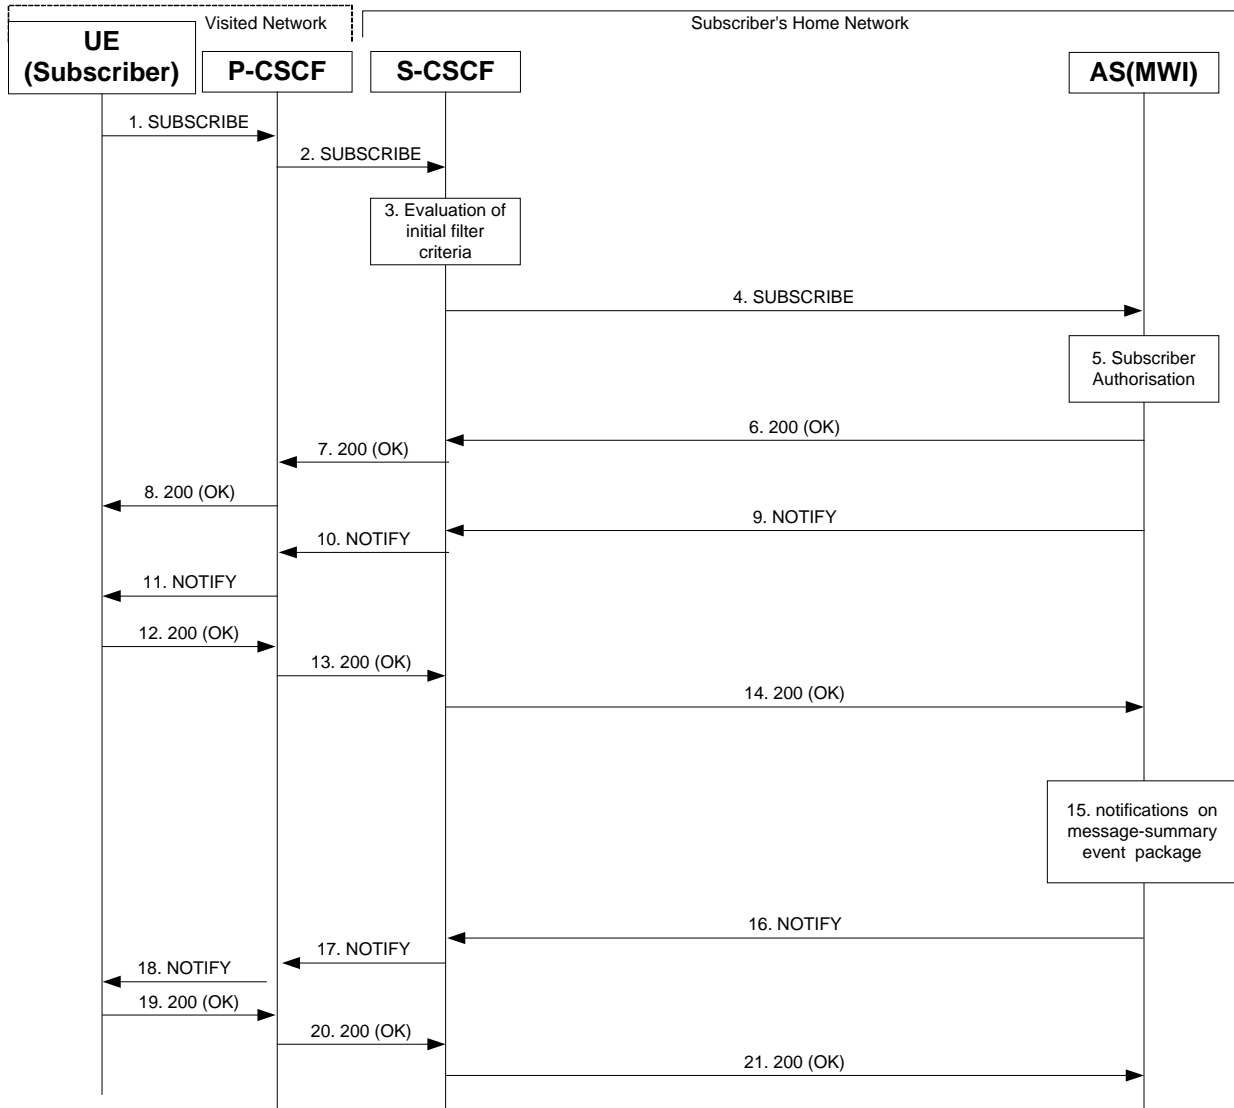 Visited Network
Subscriber's Home Network
UE
(Subscriber)
P-CSCF
S-CSCF
AS(MWI)
1. SUBSCRIBE
2. SUBSCRIBE
3. Evaluation of
initial filter
criteria
4. SUBSCRIBE
5. Subscriber
Authorisation
6. 200 (OK)
7. 200 (OK)
8. 200 (OK)
9. NOTIFY
10. NOTIFY
11. NOTIFY
12. 200 (OK)
13. 200 (OK)
14. 200 (OK)
15. notifications on
message-summary
event package
16. NOTIFY
17. NOTIFY
18. NOTIFY
19. 200 (OK)
20. 200 (OK)
21. 200 (OK)